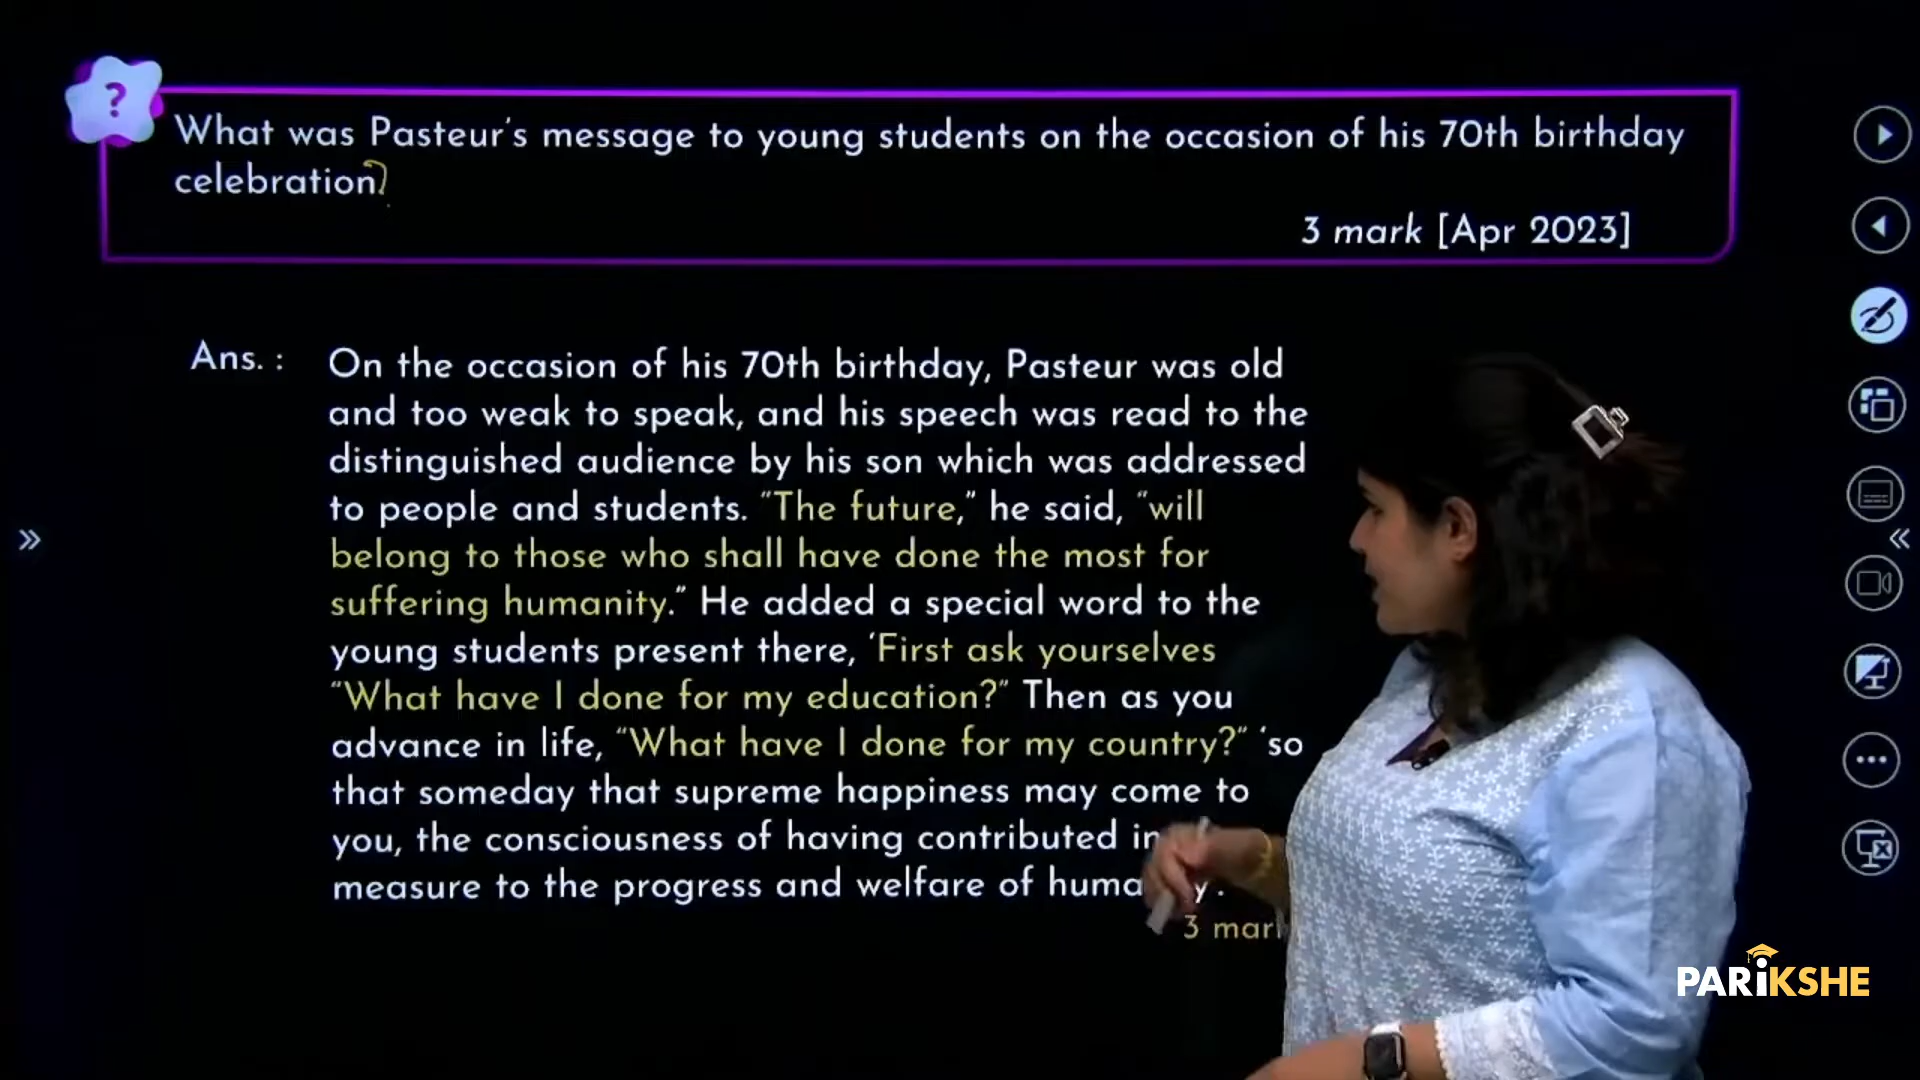 ?
What was Pasteur's message to young students on the occasion of his 70th birthday
celebration?
3 mark [Apr 2023]
Ans. : On the occasion of his 70th birthday, Pasteur was old
and too weak to speak, and his speech was read to the
distinguished audience by his son which was addressed
to people and students. "The future," he said, "will
belong to those who shall have done the most for
suffering humanity." He added a special word to the
young students present there, 'First ask yourselves
"What have I done for my education?" Then as you
advance in life, "What have I done for my country?" 'so
that someday that supreme happiness may come to
you, the consciousness of having contributed in
measure to the progress and welfare of
3
PARIKSHE